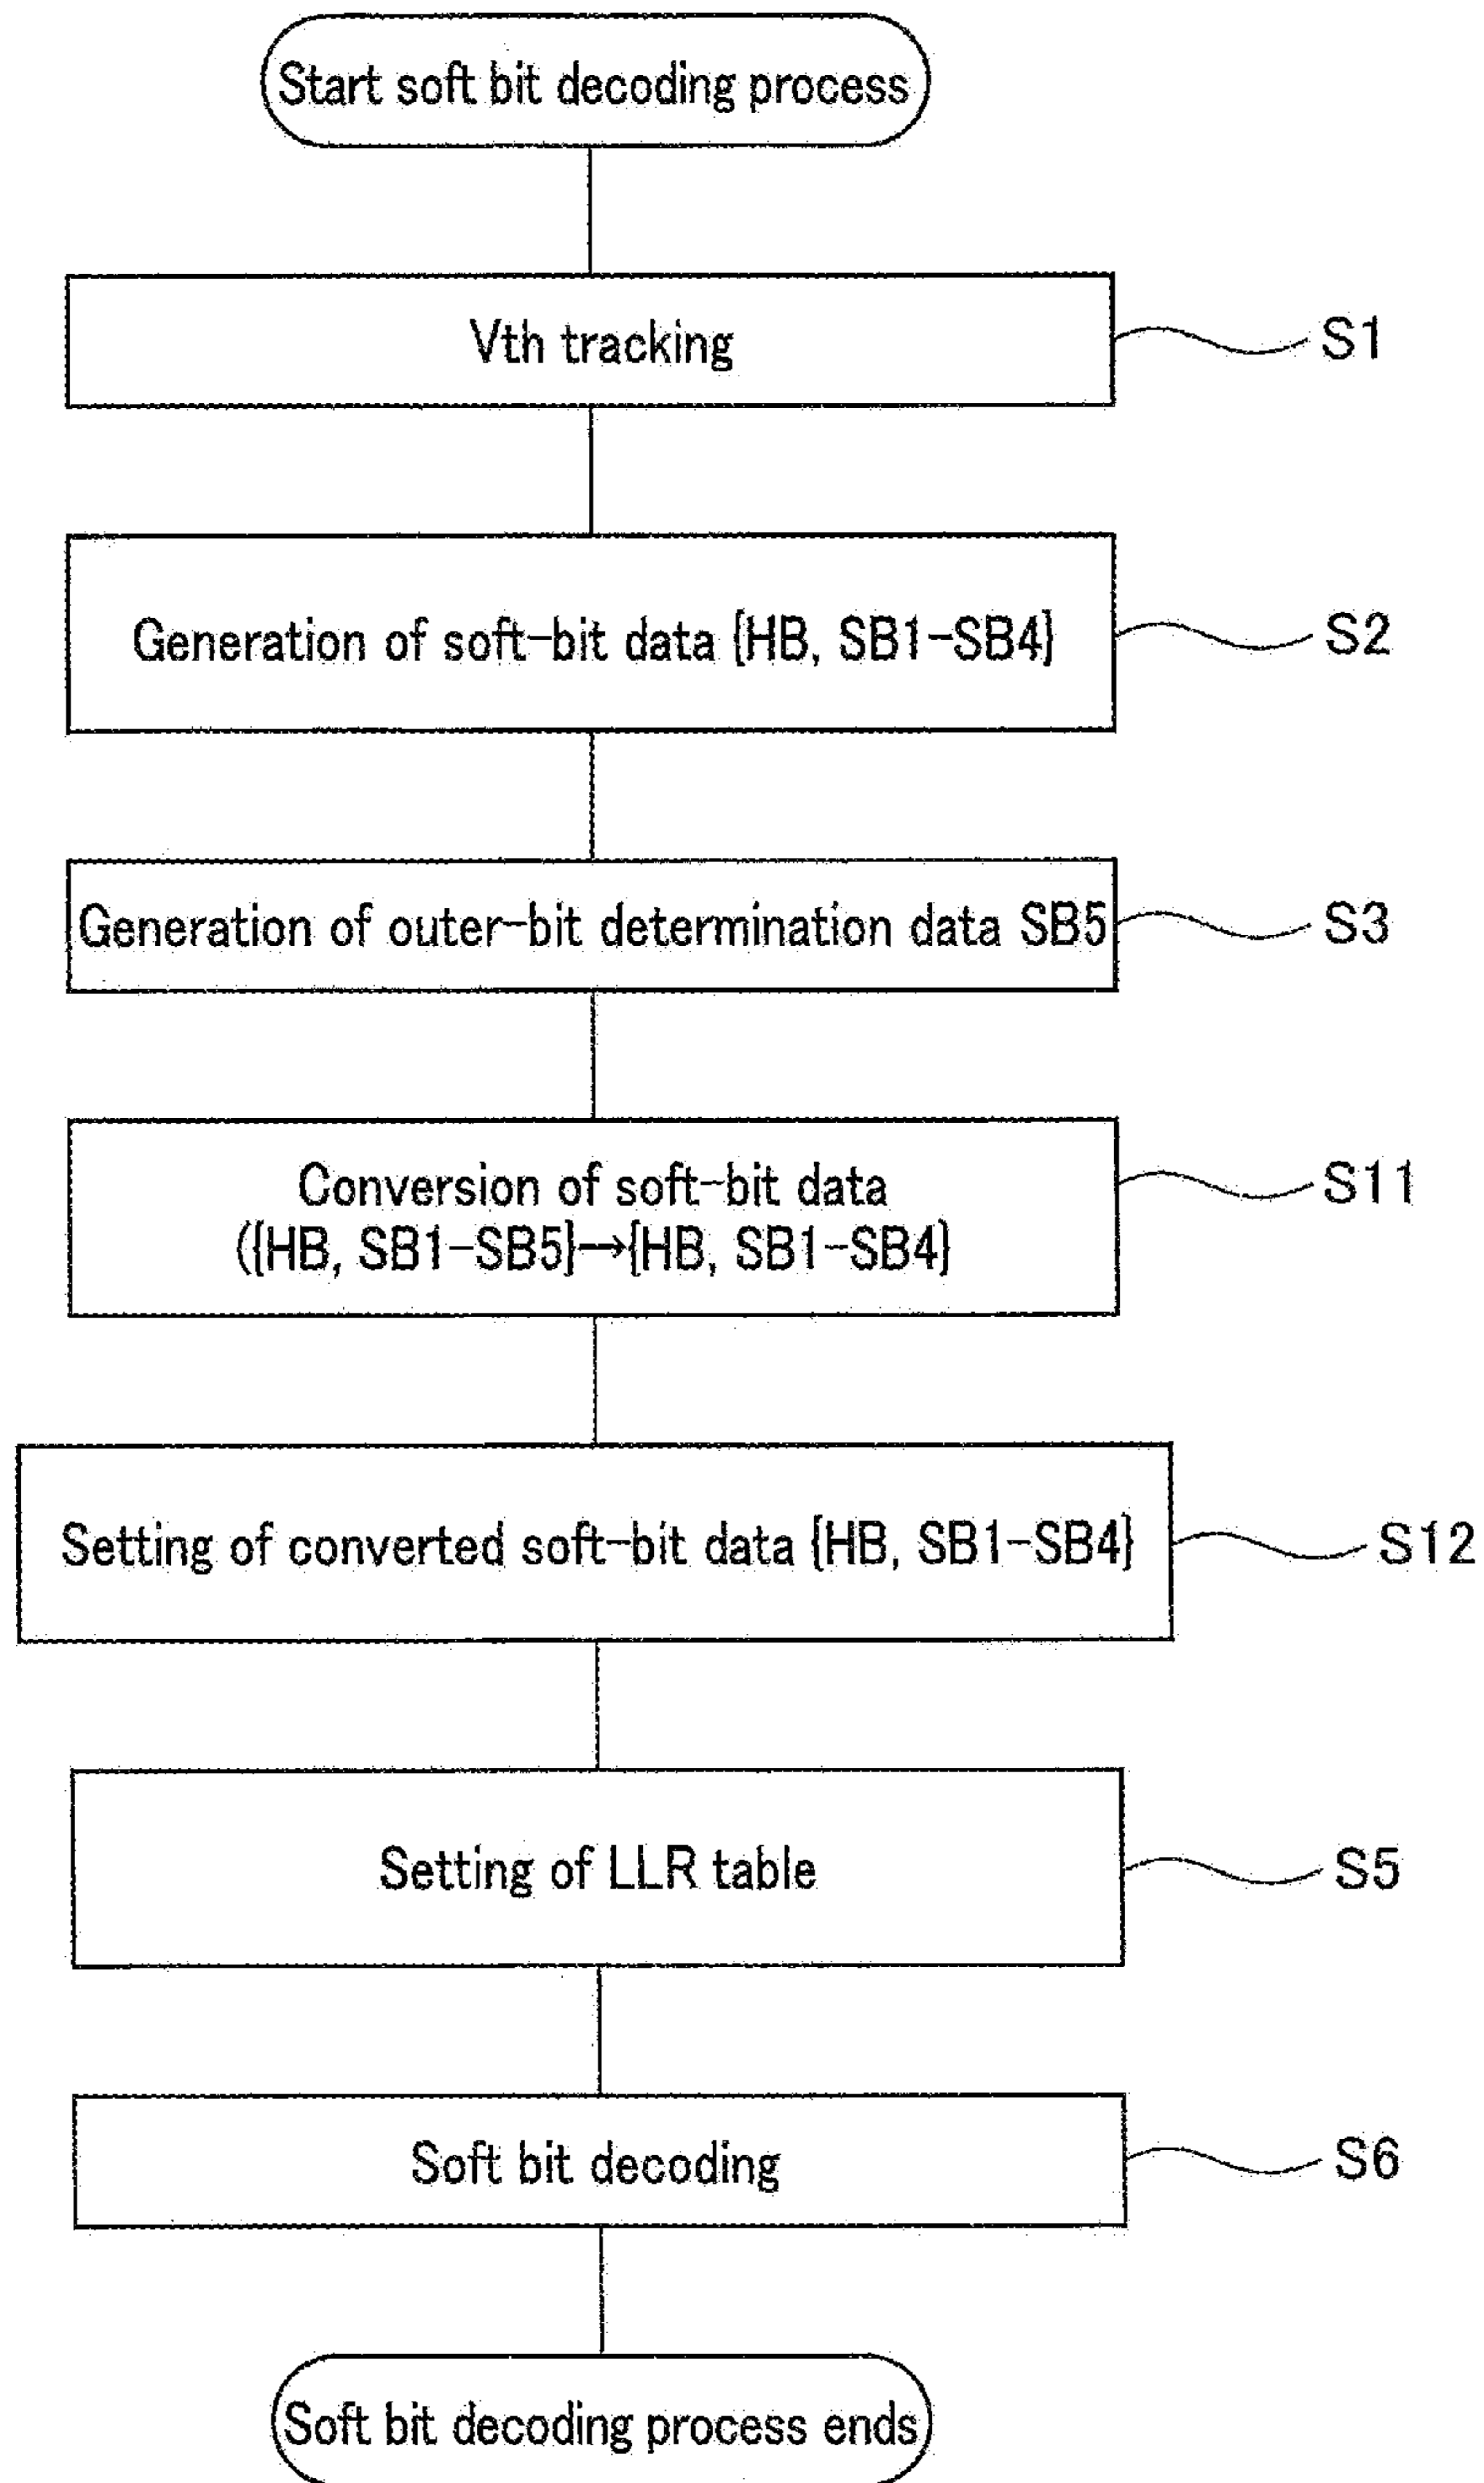 Start soft bit decoding process
Vth tracking
S1
Generation of soft-bit data {HB, SB1-SB4}
S2
Generation of outer-bit determination data SB5
S3
Conversion of soft-bit data
({HB, SB1-SB5}→{HB, SB1-SB4}
S11
Setting of converted soft-bit data {HB, SB1-SB4}
S12
Setting of LLR table
S5
Soft bit decoding
S6
Soft bit decoding process ends